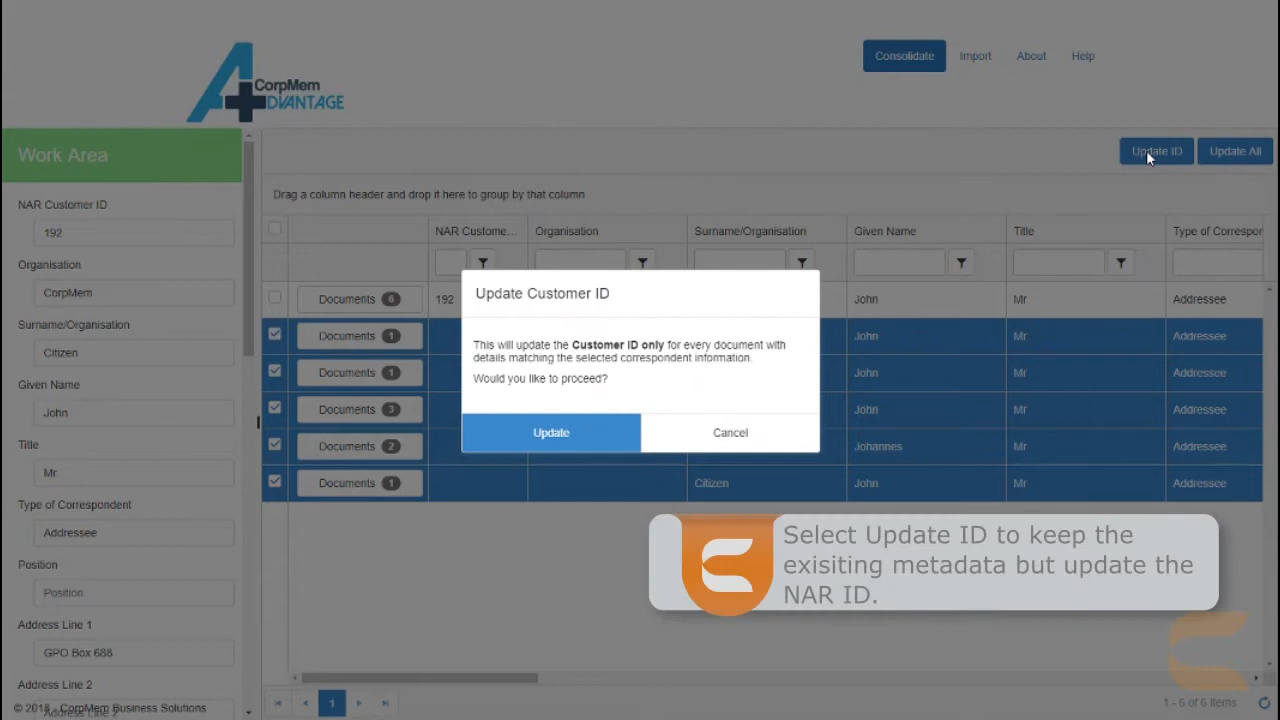 CorpMem
A+DVANTAGE
Consolidate
Import
About
Help
Work Area
Update ID
Update All
Drag a column header and drop it here to group by that column
NAR Customer ID
192
Organisation
CorpMem
Surname/Organisation
Citizen
Given Name
John
Title
Mr
Type of Correspondent
Addressee
Position
Position
Address Line 1
GPO Box 688
Address Line 2
Address Line 2
NAR Custome... Organisation Surname/Organisation Given Name Title Type of Correspor
Documents 6 192 John Mr Addressee
Documents 1 John Mr Addressee
Documents 1 John Mr Addressee
Documents 3 John Mr Addressee
Documents 2 Johannes Mr Addressee
Documents 1 Citizen John Mr Addressee
Update Customer ID
This will update the Customer ID only for every document with
details matching the selected correspondent information.
Would you like to proceed?
Update
Cancel
Select Update ID to keep the
exisiting metadata but update the
NAR ID.
1
1 - 6 of 6 items
© 2015 - CorpMem Business Solutions